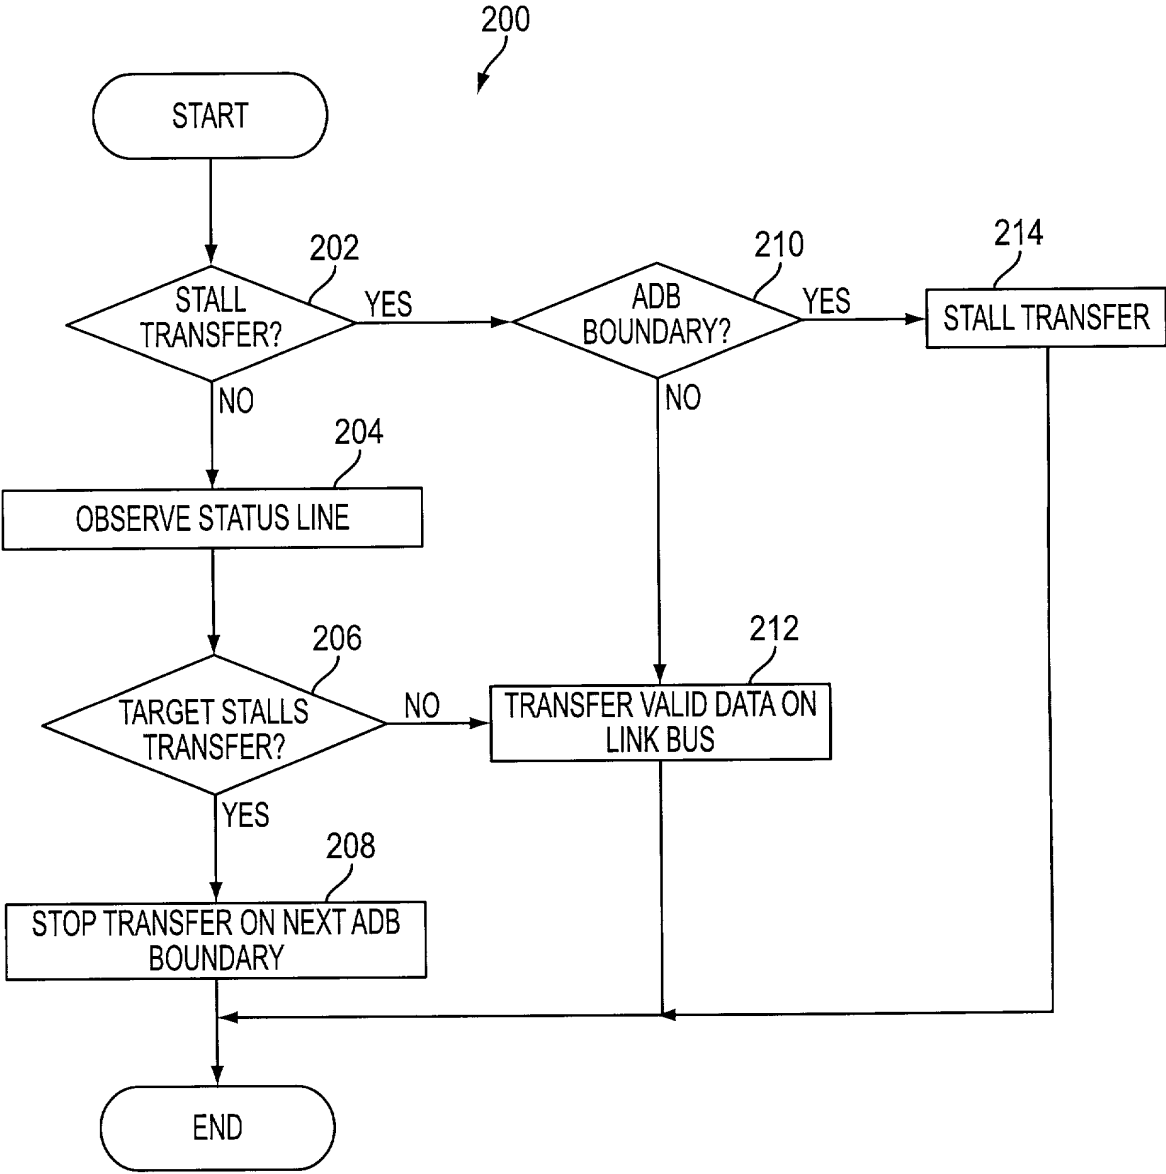 200
START
202
STALL
TRANSFER?
YES
NO
210
ADB
BOUNDARY?
YES
NO
214
STALL TRANSFER
204
OBSERVE STATUS LINE
206
TARGET STALLS
TRANSFER?
NO
YES
212
TRANSFER VALID DATA ON
LINK BUS
208
STOP TRANSFER ON NEXT ADB
BOUNDARY
END